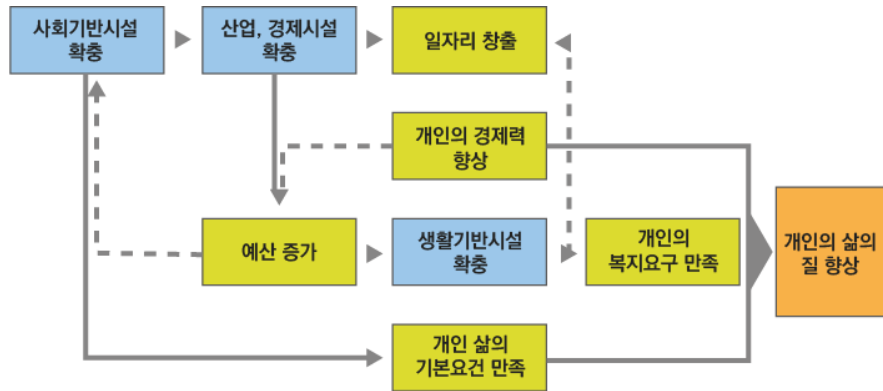 사회기반시설
확충
산업, 경제시설
확충
일자리 창출
개인의 경제력
향상
예산 증가
생활기반시설
확충
개인의
복지요구 만족
개인의 삶의
질 향상
개인 삶의
기본요건 만족